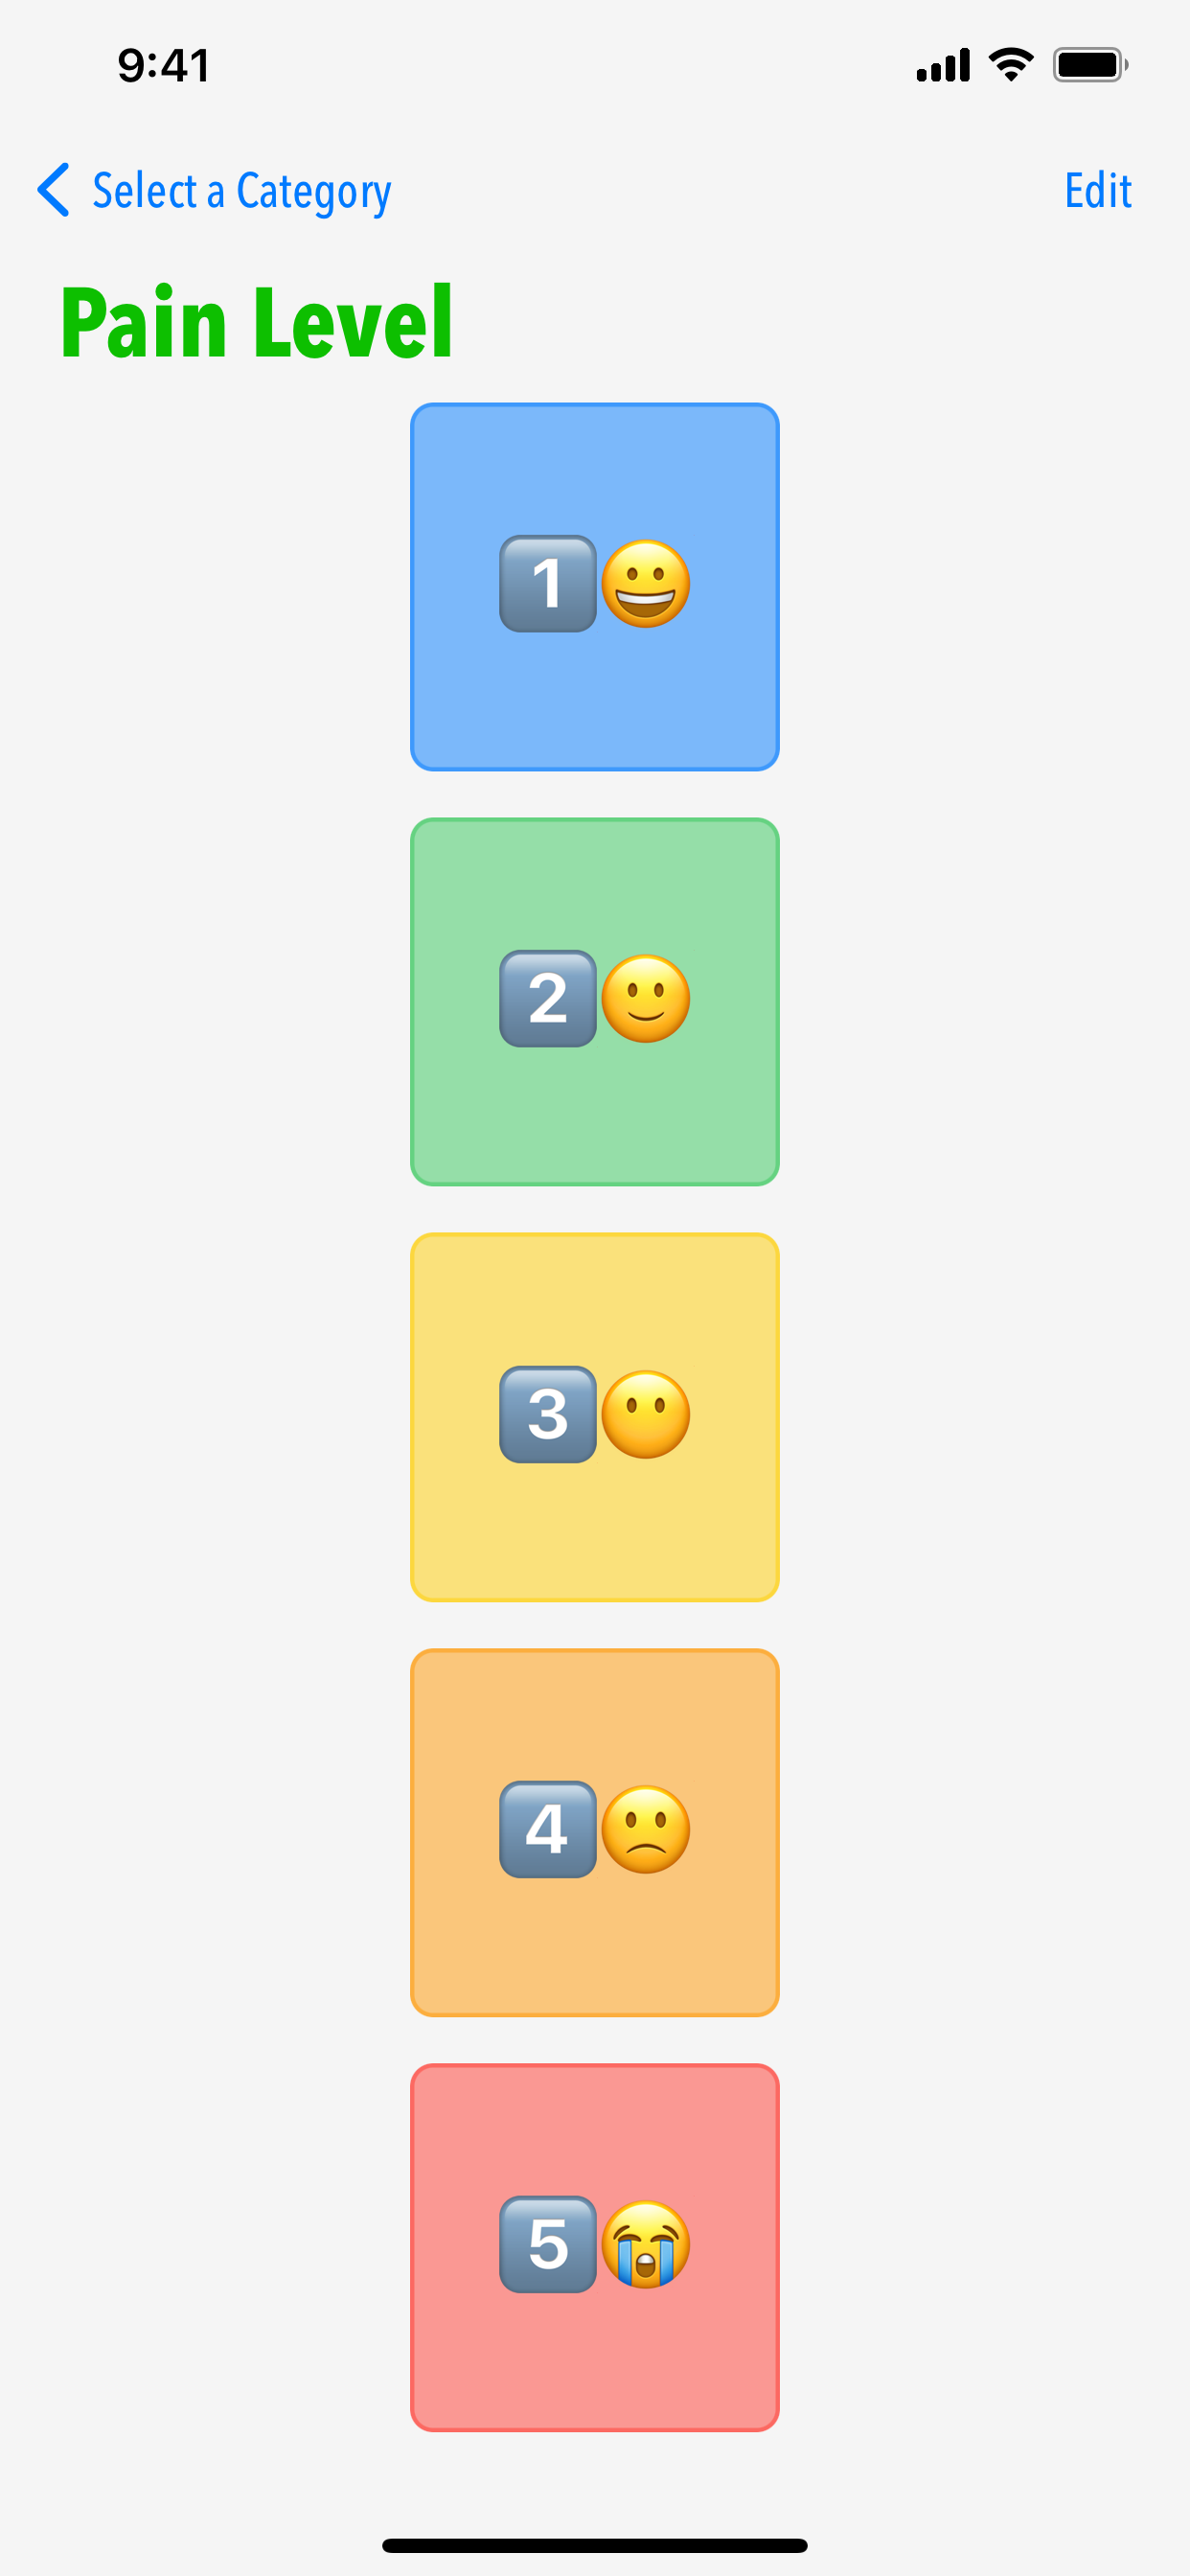 9:41
Select a Category
Edit
Pain Level
1️⃣😀
2️⃣🙂
3️⃣😶
4️⃣🙁
5️⃣😭